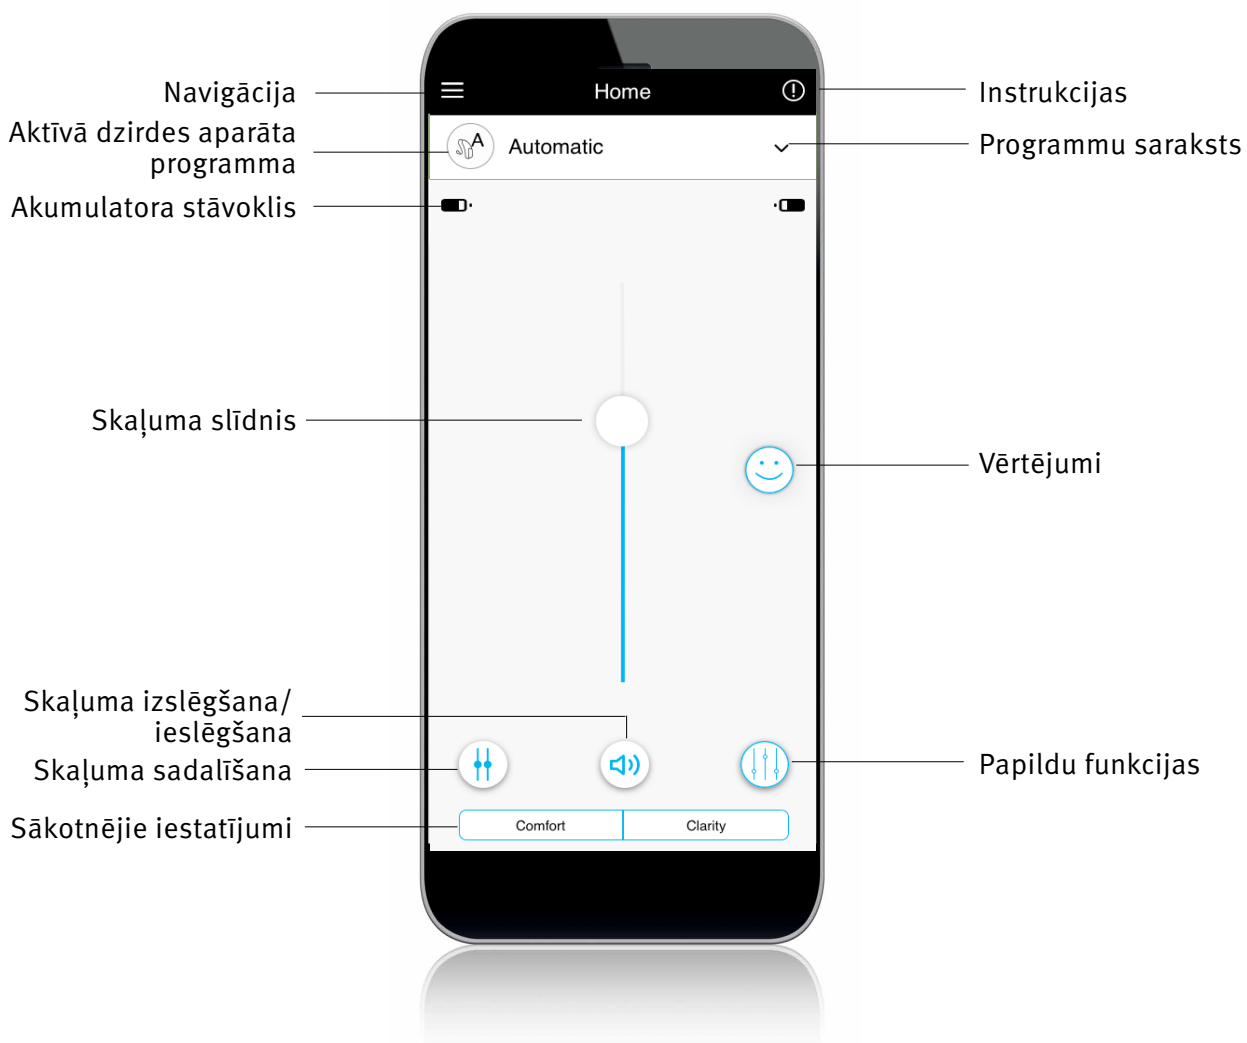 Navigācija
Home
Instrukcijas
Aktīvā dzirdes aparāta
programma
A
Automatic
Programmu saraksts
Akumulatora stāvoklis
Skaļuma slīdnis
Vērtējumi
Skaļuma izslēgšana/
ieslēgšana
Skaļuma sadalīšana
Papildu funkcijas
Sākotnējie iestatījumi
Comfort
Clarity